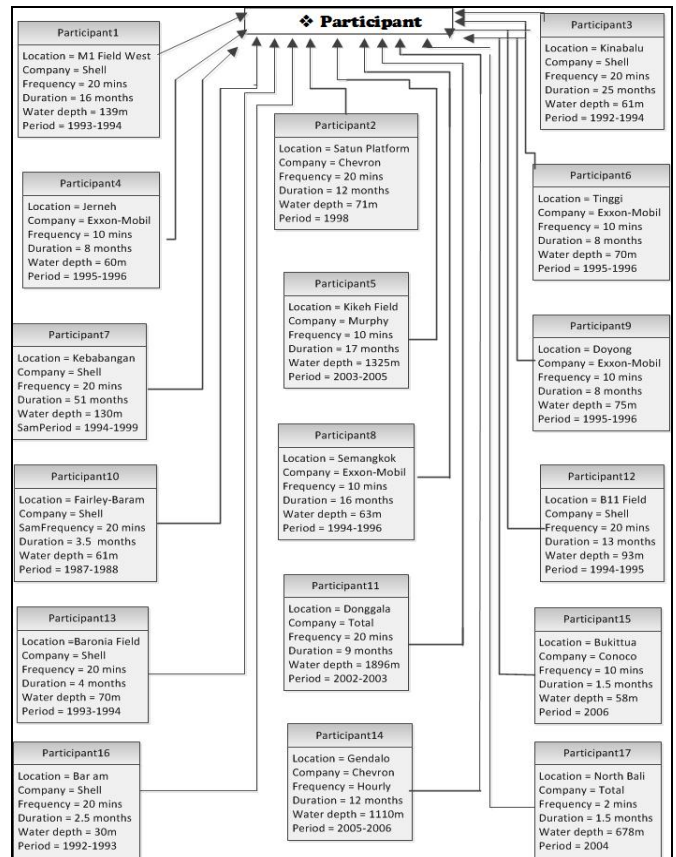 ❖ Participant
Participant1
Location = M1 Field West
Company = Shell
Frequency = 20 mins
Duration = 16 months
Water depth = 139m
Period = 1993-1994
Participant2
Location = Satun Platform
Company = Chevron
Frequency = 20 mins
Duration = 12 months
Water depth = 71m
Period = 1998
Participant3
Location = Kinabalu
Company = Shell
Frequency = 20 mins
Duration = 25 months
Water depth = 61m
Period = 1992-1994
Participant4
Location = Jerneh
Company = Exxon-Mobil
Frequency = 10 mins
Duration = 8 months
Water depth = 60m
Period = 1995-1996
Participant5
Location = Kikeh Field
Company = Murphy
Frequency = 10 mins
Duration = 17 months
Water depth = 1325m
Period = 2003-2005
Participant6
Location = Tinggi
Company = Exxon-Mobil
Frequency = 10 mins
Duration = 8 months
Water depth = 70m
Period = 1995-1996
Participant7
Location = Kebabangan
Company = Shell
Frequency = 20 mins
Duration = 51 months
Water depth = 130m
SamPeriod = 1994-1999
Participant8
Location = Semangkok
Company = Exxon-Mobil
Frequency = 10 mins
Duration = 16 months
Water depth = 63m
Period = 1994-1996
Participant9
Location = Doyong
Company = Exxon-Mobil
Frequency = 10 mins
Duration = 8 months
Water depth = 75m
Period = 1995-1996
Participant10
Location = Fairley-Baram
Company = Shell
SamFrequency = 20 mins
Duration = 3.5 months
Water depth = 61m
Period = 1987-1988
Participant11
Location = Donggala
Company = Total
Frequency = 20 mins
Duration = 9 months
Water depth = 1896m
Period = 2002-2003
Participant12
Location = B11 Field
Company = Shell
Frequency = 20 mins
Duration = 13 months
Water depth = 93m
Period = 1994-1995
Participant13
Location =Baronia Field
Company = Shell
Frequency = 20 mins
Duration = 4 months
Water depth = 70m
Period = 1993-1994
Participant14
Location = Gendalo
Company = Chevron
Frequency = Hourly
Duration = 12 months
Water depth = 1110m
Period = 2005-2006
Participant15
Location = Bukittua
Company = Conoco
Frequency = 10 mins
Duration = 1.5 months
Water depth = 58m
Period = 2006
Participant16
Location = Bar am
Company = Shell
Frequency = 20 mins
Duration = 2.5 months
Water depth = 30m
Period = 1992-1993
Participant17
Location = North Bali
Company = Total
Frequency = 2 mins
Duration = 1.5 months
Water depth = 678m
Period = 2004